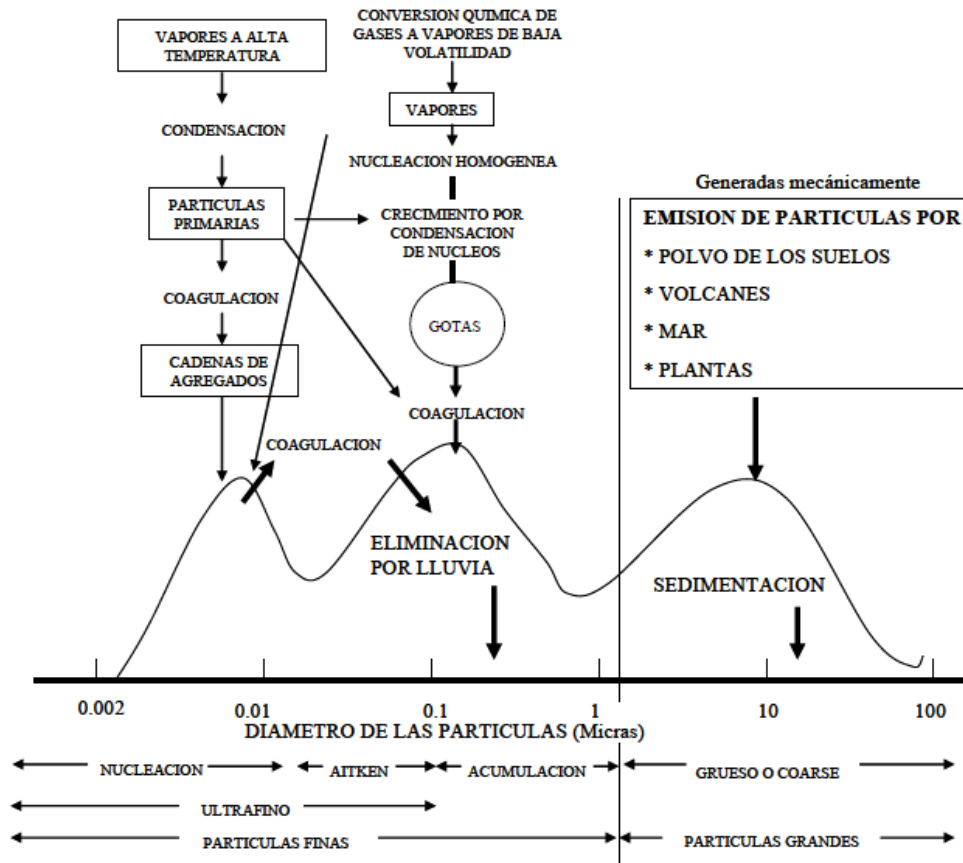 VAPORES A ALTA
TEMPERATURA
CONDENSACION
PARTICULAS
PRIMARIAS
COAGULACION
CADENAS DE
AGREGADOS
CONVERSION QUIMICA DE
GASES A VAPORES DE BAJA
VOLATILIDAD
VAPORES
NUCLEACION HOMOGENEA
CRECIMIENTO POR
CONDENSACION
DE NUCLEOS
GOTAS
COAGULACION
COAGULACION
ELIMINACION
POR LLUVIA
Generadas mecánicamente
EMISION DE PARTICULAS POR
* POLVO DE LOS SUELOS
* VOLCANES
* MAR
* PLANTAS
SEDIMENTACION
0.002 0.01 0.1 1 10 100
DIAMETRO DE LAS PARTICULAS (Micras)
NUCLEACION AITKEN ACUMULACION GRUESO O COARSE
ULTRAFINO
PARTICULAS FINAS PARTICULAS GRANDES